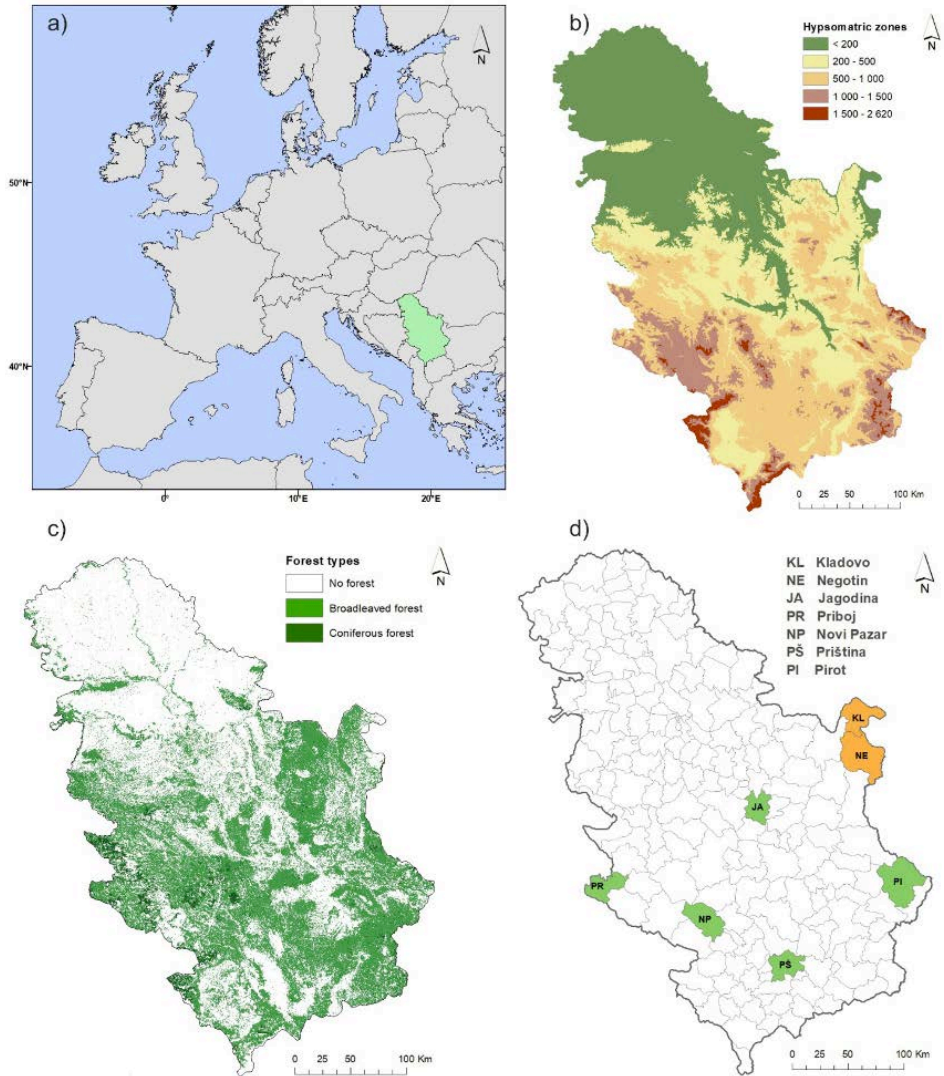 a)
N
50°N
40°N
0°
10°E
20°E
b)
Hypsomatric zones
< 200
200 - 500
500 - 1 000
1 000 - 1 500
1 500 - 2 620
N
0 25 50 100 Km
c)
Forest types
No forest
Broadleaved forest
Coniferous forest
N
0 25 50 100 Km
d)
KL Kladovo
NE Negotin
JA Jagodina
PR Priboj
NP Novi Pazar
PŠ Priština
PI Pirot
N
KL
NE
JA
PR
PI
NP
PŠ
0 25 50 100 Km